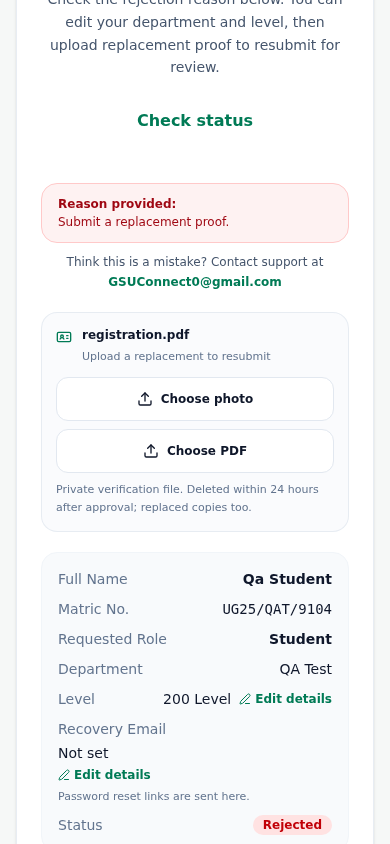 Check the rejection reason below. You can
edit your department and level, then
upload replacement proof to resubmit for
review.
Check status
Reason provided:
Submit a replacement proof.
Think this is a mistake? Contact support at
GSUConnect0@gmail.com
registration.pdf
Upload a replacement to resubmit
Choose photo
Choose PDF
Private verification file. Deleted within 24 hours
after approval; replaced copies too.
Full Name Qa Student
Matric No. UG25/QAT/9104
Requested Role Student
Department QA Test
Level 200 Level Edit details
Recovery Email
Not set
Edit details
Password reset links are sent here.
Status Rejected